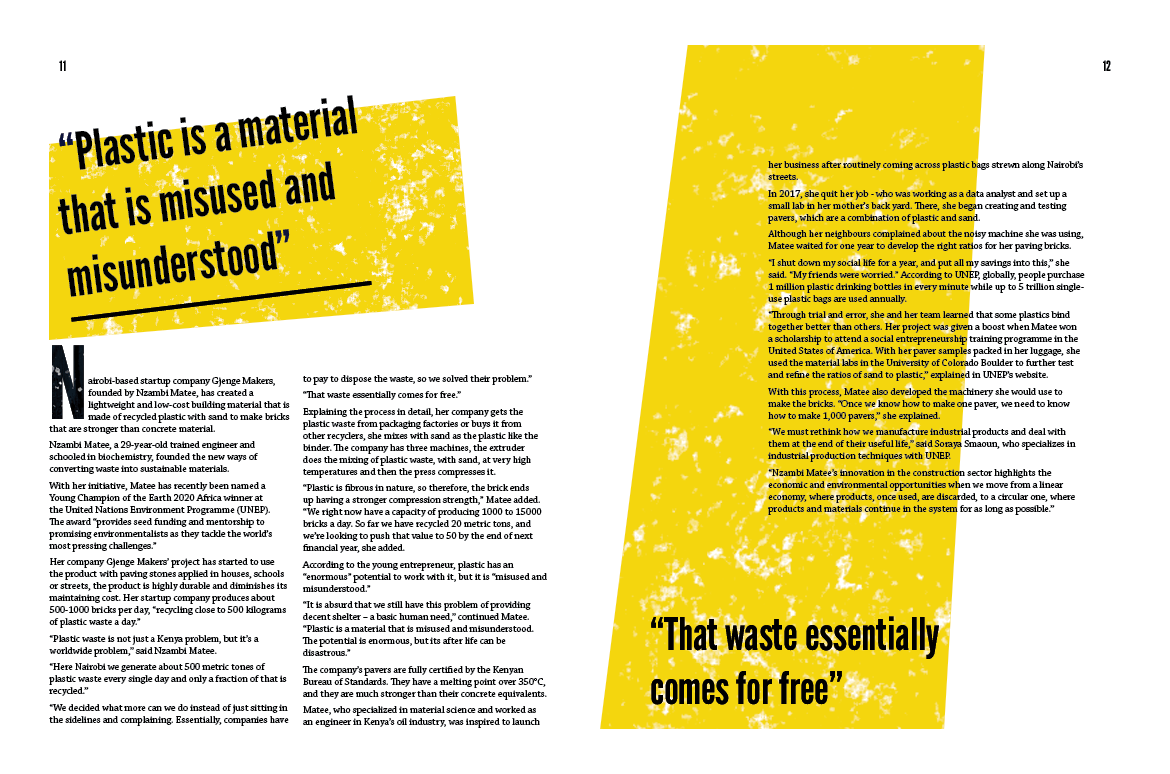 11
“Plastic is a material
that is misused and
misunderstood”
Nairobi-based startup company Gjenge Makers,
founded by Nzambi Matee, has created a
lightweight and low-cost building material that is
made of recycled plastic with sand to make bricks
that are stronger than concrete material.
Nzambi Matee, a 29-year-old trained engineer and
schooled in biochemistry, founded the new ways of
converting waste into sustainable materials.
With her initiative, Matee has recently been named a
Young Champion of the Earth 2020 Africa winner at
the United Nations Environment Programme (UNEP).
The award “provides seed funding and mentorship to
promising environmentalists as they tackle the world’s
most pressing challenges.”
Her company Gjenge Makers’ project has started to use
the product with paving stones applied in houses, schools
or streets, the product is highly durable and diminishes its
maintaining cost. Her startup company produces about
500-1000 bricks per day, “recycling close to 500 kilograms
of plastic waste a day.”
“Plastic waste is not just a Kenya problem, but it’s a
worldwide problem,” said Nzambi Matee.
“Here Nairobi we generate about 500 metric tones of
plastic waste every single day and only a fraction of that is
recycled.”
“We decided what more can we do instead of just sitting in
the sidelines and complaining. Essentially, companies have
to pay to dispose the waste, so we solved their problem.”
“That waste essentially comes for free.”
Explaining the process in detail, her company gets the
plastic waste from packaging factories or buys it from
other recyclers, she mixes with sand as the plastic like the
binder. The company has three machines, the extruder
does the mixing of plastic waste, with sand, at very high
temperatures and then the press compresses it.
“Plastic is fibrous in nature, so therefore, the brick ends
up having a stronger compression strength,” Matee added.
“We right now have a capacity of producing 1000 to 15000
bricks a day. So far we have recycled 20 metric tons, and
we’re looking to push that value to 50 by the end of next
financial year, she added.
According to the young entrepreneur, plastic has an
“enormous” potential to work with it, but it is “misused and
misunderstood.”
“It is absurd that we still have this problem of providing
decent shelter – a basic human need,” continued Matee.
“Plastic is a material that is misused and misunderstood.
The potential is enormous, but its after life can be
disastrous.”
The company’s pavers are fully certified by the Kenyan
Bureau of Standards. They have a melting point over 350°C,
and they are much stronger than their concrete equivalents.
Matee, who specialized in material science and worked as
an engineer in Kenya’s oil industry, was inspired to launch
12
her business after routinely coming across plastic bags strewn along Nairobi’s
streets.
In 2017, she quit her job - who was working as a data analyst and set up a
small lab in her mother’s back yard. There, she began creating and testing
pavers, which are a combination of plastic and sand.
Although her neighbours complained about the noisy machine she was using,
Matee waited for one year to develop the right ratios for her paving bricks.
“I shut down my social life for a year, and put all my savings into this,” she
said. “My friends were worried.” According to UNEP, globally, people purchase
1 million plastic drinking bottles in every minute while up to 5 trillion single-
use plastic bags are used annually.
“Through trial and error, she and her team learned that some plastics bind
together better than others. Her project was given a boost when Matee won
a scholarship to attend a social entrepreneurship training programme in the
United States of America. With her paver samples packed in her luggage, she
used the material labs in the University of Colorado Boulder to further test
and refine the ratios of sand to plastic,” explained in UNEP’s website.
With this process, Matee also developed the machinery she would use to
make the bricks. “Once we know how to make one paver, we need to know
how to make 1,000 pavers,” she explained.
“We must rethink how we manufacture industrial products and deal with
them at the end of their useful life,” said Soraya Smaoun, who specializes in
industrial production techniques with UNEP.
“Nzambi Matee’s innovation in the construction sector highlights the
economic and environmental opportunities when we move from a linear
economy, where products, once used, are discarded, to a circular one, where
products and materials continue in the system for as long as possible.”
“That waste essentially
comes for free”